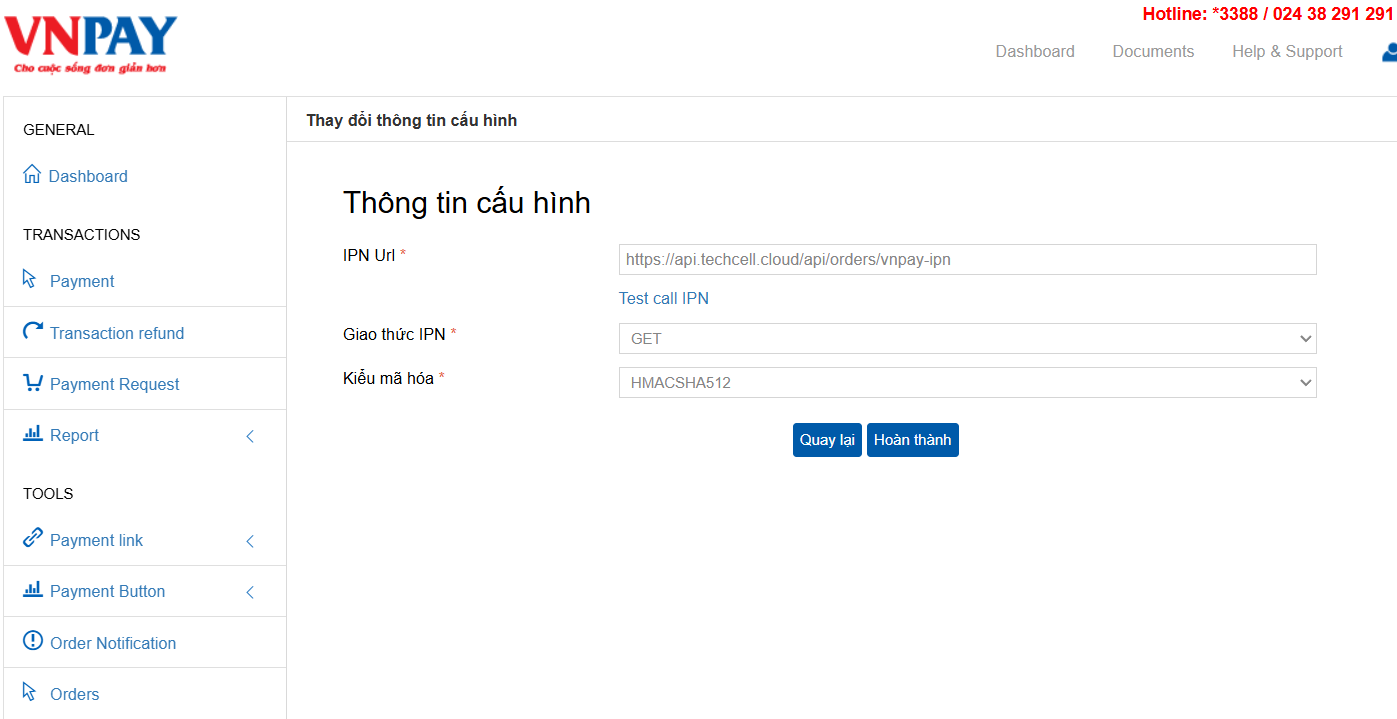 Hotline: *3388 / 024 38 291 291
VNPAY
Cho cuộc sống đơn giản hơn
Dashboard Documents Help & Support
GENERAL
Dashboard
TRANSACTIONS
Payment
Transaction refund
Payment Request
Report
TOOLS
Payment link
Payment Button
Order Notification
Orders
Thay đổi thông tin cấu hình
Thông tin cấu hình
IPN Url * https://api.techcell.cloud/api/orders/vnpay-ipn
Test call IPN
Giao thức IPN * GET
Kiểu mã hóa * HMACSHA512
Quay lại Hoàn thành